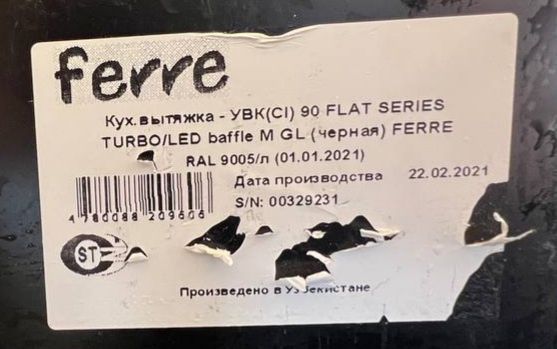 ferre
Кух.вытяжка - УВК(CI) 90 FLAT SERIES
TURBO/LED baffle M GL (черная) FERRE
RAL 9005/л (01.01.2021)
Дата производства 22.02.2021
S/N: 00329231
4 780088 209606
ST
Произведено в Узбекистане